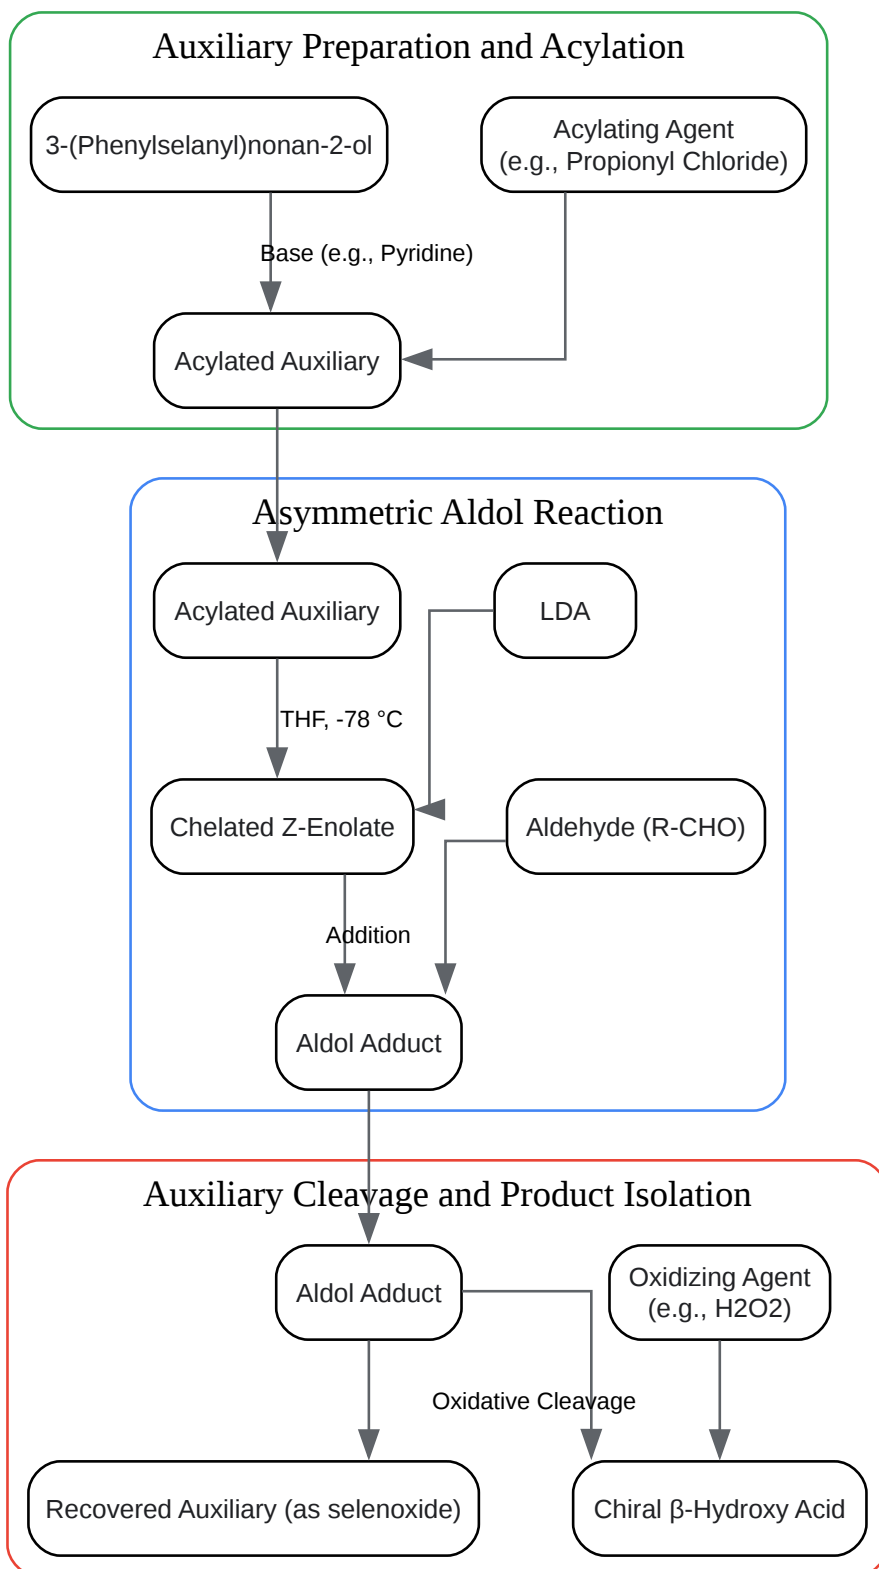 Auxiliary Preparation and Acylation
3-(Phenylselanyl)nonan-2-ol
Acylating Agent
(e.g., Propionyl Chloride)
Base (e.g., Pyridine)
Acylated Auxiliary
Asymmetric Aldol Reaction
Acylated Auxiliary
LDA
THF, -78 °C
Chelated Z-Enolate
Aldehyde (R-CHO)
Addition
Aldol Adduct
Auxiliary Cleavage and Product Isolation
Aldol Adduct
Oxidizing Agent
(e.g., H2O2)
Oxidative Cleavage
Recovered Auxiliary (as selenoxide)
Chiral β-Hydroxy Acid